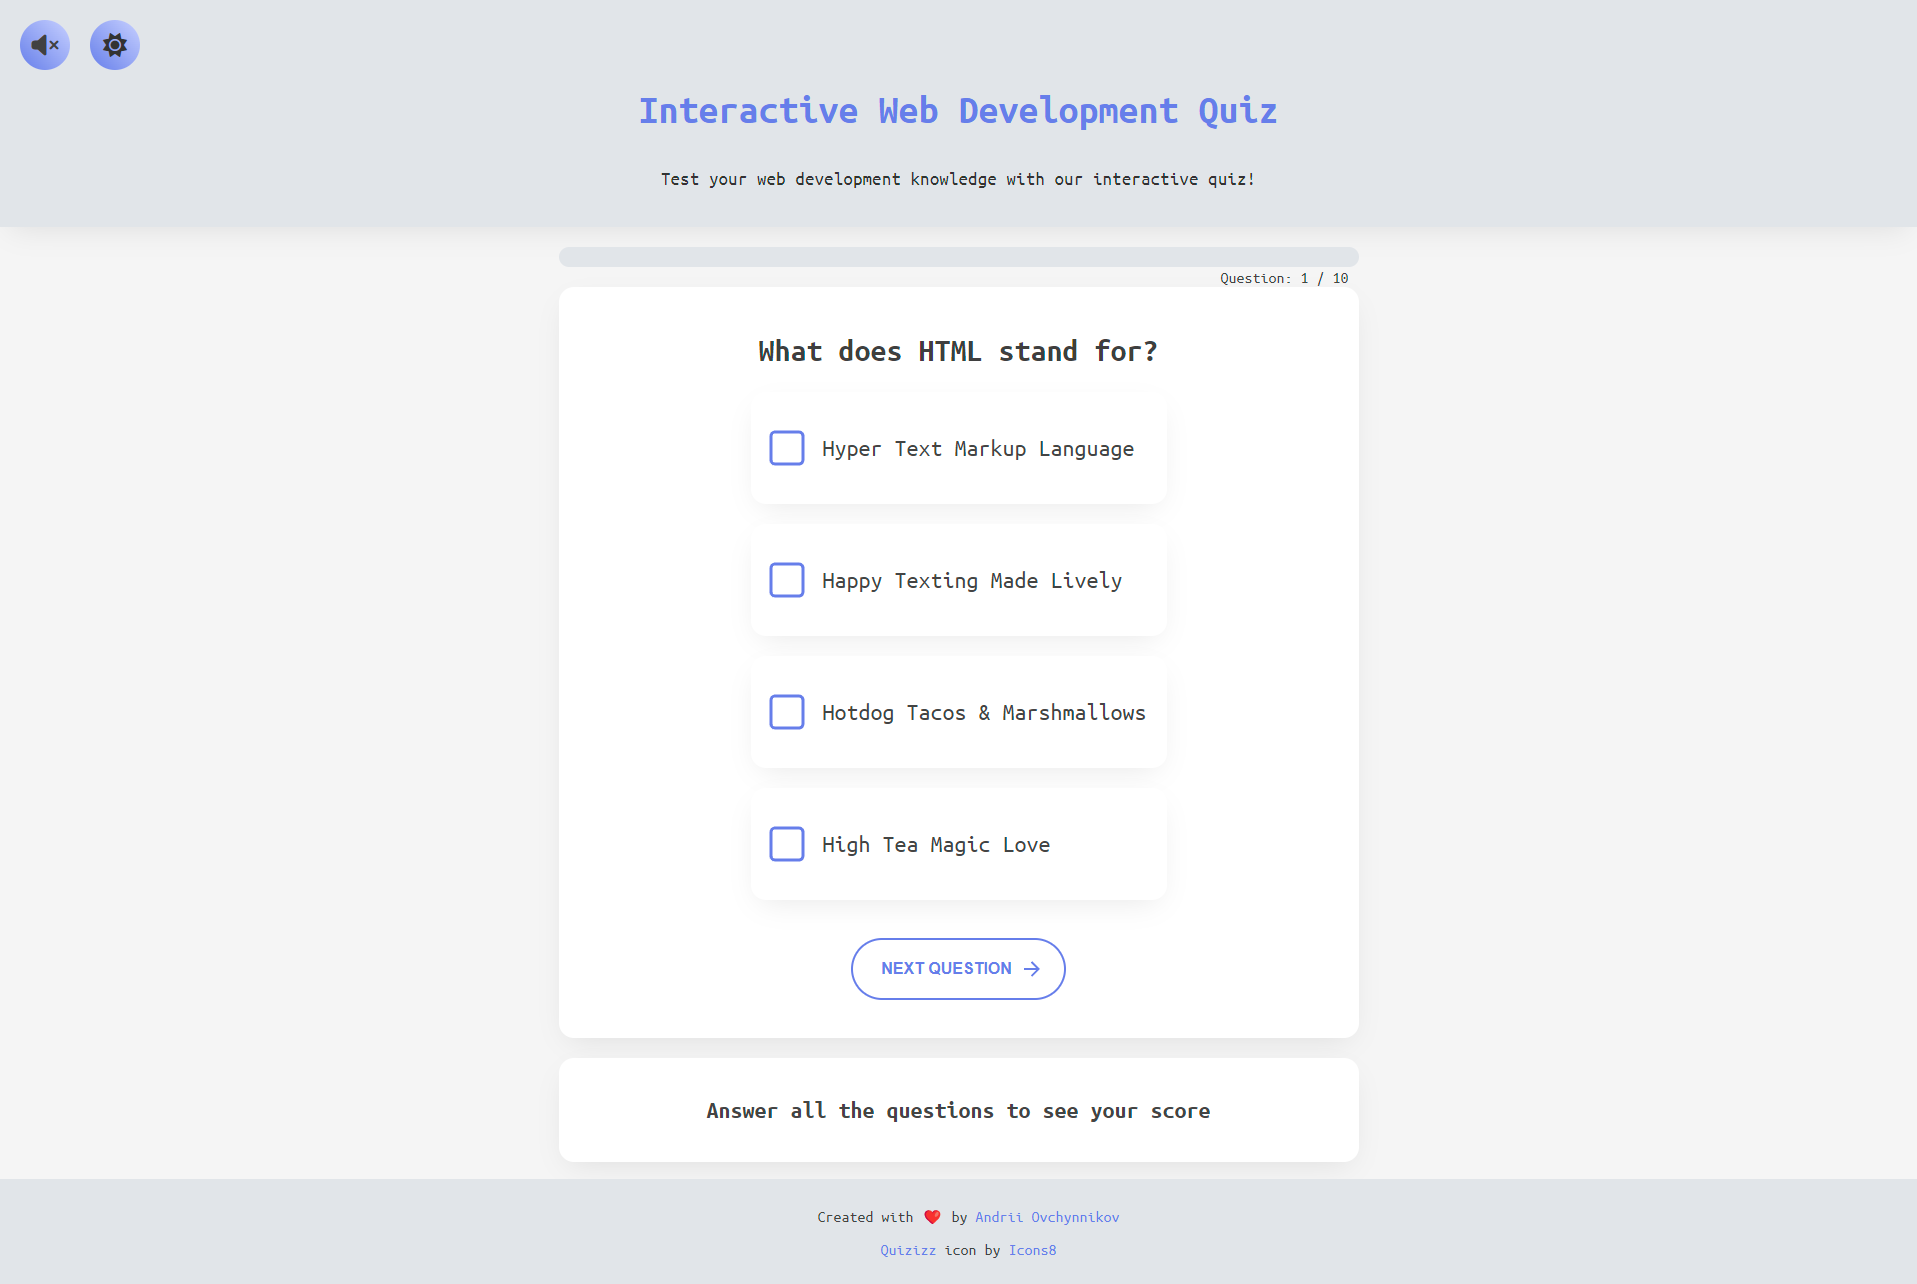 Interactive Web Development Quiz
Test your web development knowledge with our interactive quiz!
Question: 1 / 10
What does HTML stand for?
Hyper Text Markup Language
Happy Texting Made Lively
Hotdog Tacos & Marshmallows
High Tea Magic Love
NEXT QUESTION →
Answer all the questions to see your score
Created with ❤️ by Andrii Ovchynnikov
Quizizz icon by Icons8